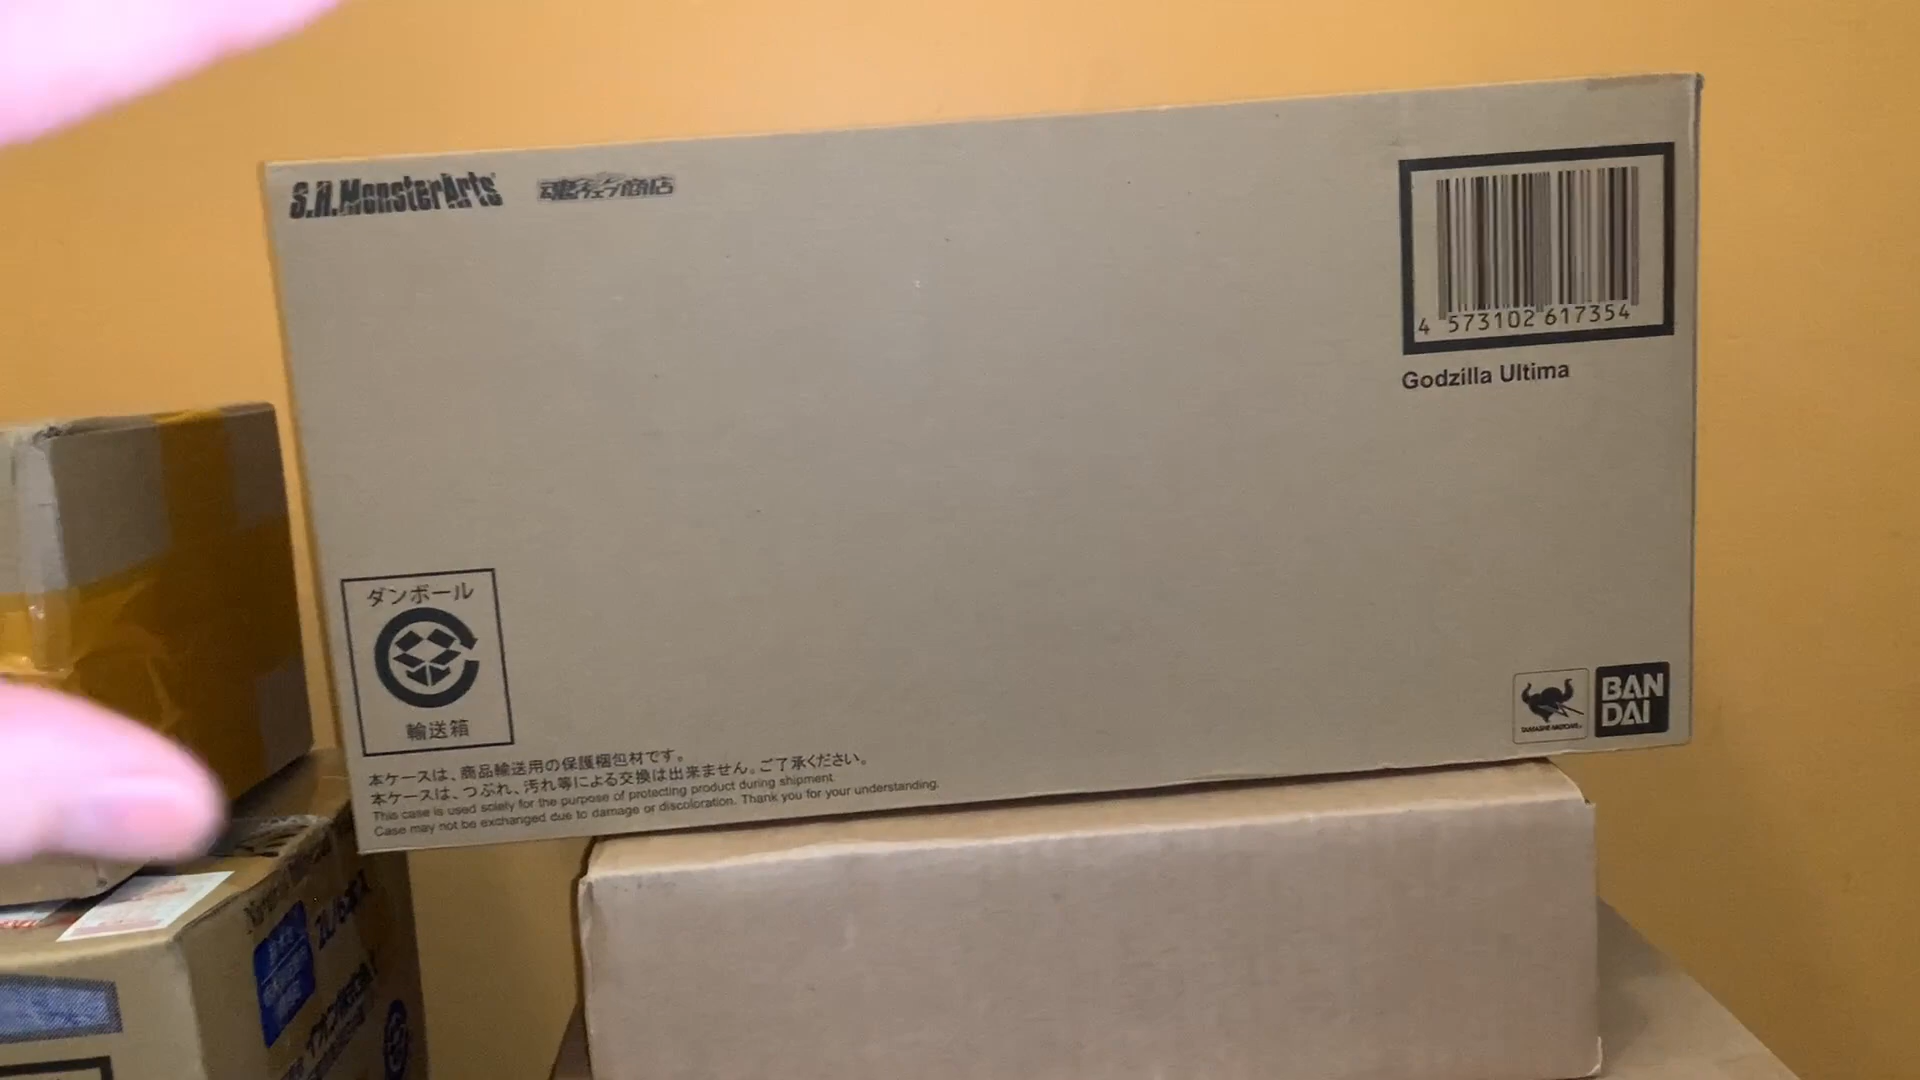 S.H.MonsterArts
魂ウェブ商店
4 573102 617354
Godzilla Ultima
ダンボール
輸送箱
TAMASHII NATIONS
BAN
DAI
本ケースは、商品輸送用の保護梱包材です。
本ケースは、つぶれ、汚れ等による交換は出来ません。ご了承ください。
This case is used solely for the purpose of protecting product during shipment.
Case may not be exchanged due to damage or discoloration. Thank you for your understanding.